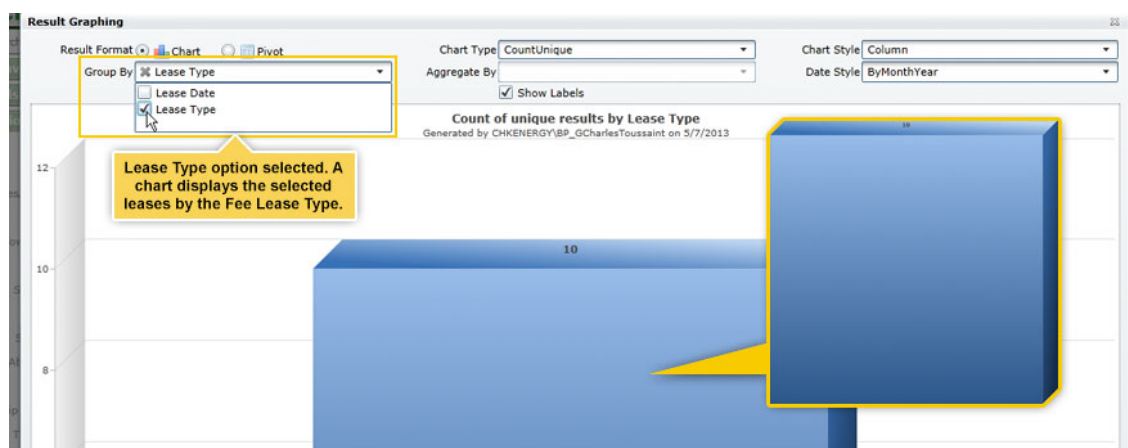 Result Graphing
Result Format Chart Pivot
Chart Type CountUnique
Chart Style Column
Group By Lease Type
Aggregate By
Date Style ByMonthYear
Lease Date
Show Labels
Lease Type
Count of unique results by Lease Type
Generated by CHKENERGY\BP_GCharlesToussaint on 5/7/2013
Lease Type option selected. A
chart displays the selected
leases by the Fee Lease Type.
12
10
10
10
8